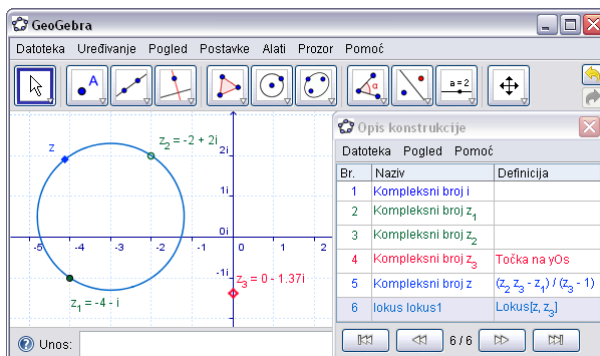 GeoGebra
Datoteka Uređivanje Pogled Postavke Alati Prozor Pomoć
A α a = 2
z
z₂ = -2 + 2i
2i
1i
0i
-5 -4 -3 -2 -1 0 1 2
-1i
z₃ = 0 - 1.37i
z₁ = -4 - i
Unos:
Opis konstrukcije
Datoteka Pogled Pomoć
Br. Naziv Definicija
1 Kompleksni broj i
2 Kompleksni broj z₁
3 Kompleksni broj z₂
4 Kompleksni broj z₃ Točka na yOs
5 Kompleksni broj z (z₂ z₃ - z₁) / (z₃ - 1)
6 lokus lokus1 Lokus[z, z₃]
6 / 6